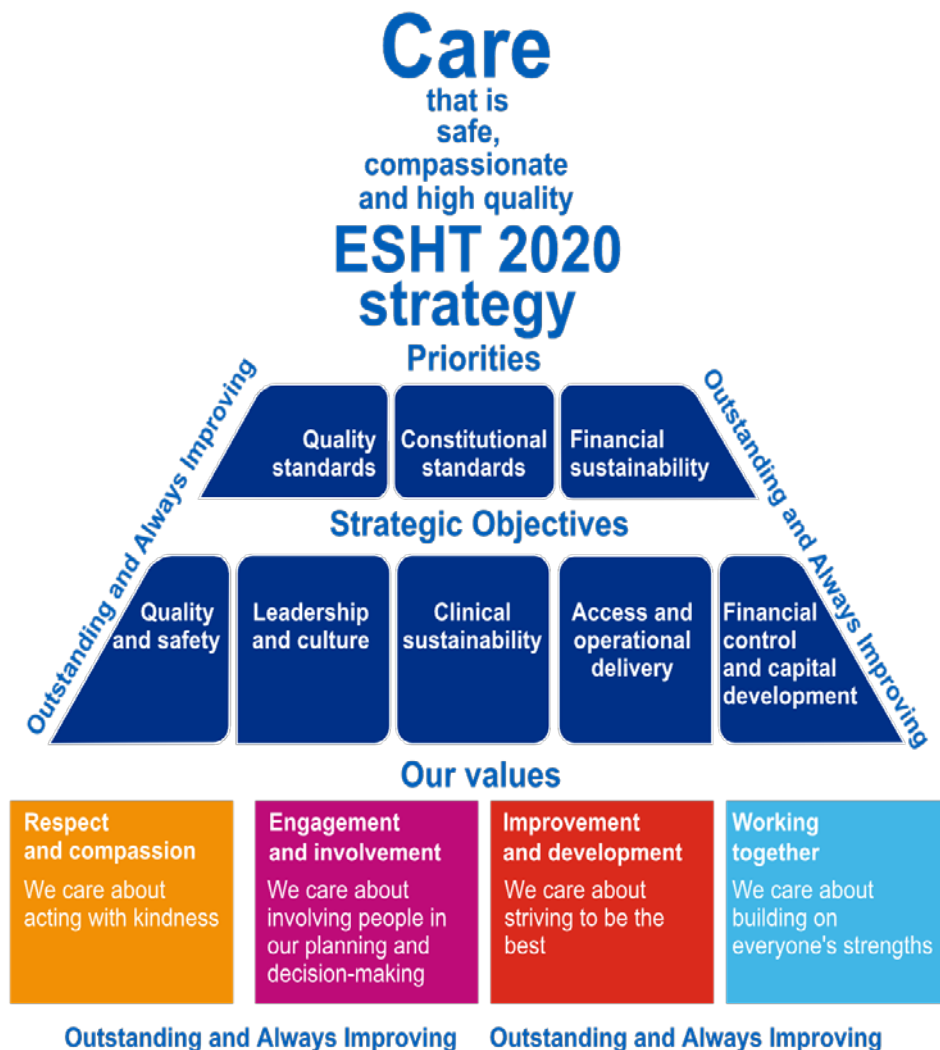 Care
that is
safe,
compassionate
and high quality
ESHT 2020
strategy
Priorities
Outstanding and Always Improving
Outstanding and Always Improving
Quality
standards
Constitutional
standards
Financial
sustainability
Strategic Objectives
Quality
and safety
Leadership
and culture
Clinical
sustainability
Access and
operational
delivery
Financial
control
and capital
development
Our values
Respect
and compassion
We care about
acting with kindness
Engagement
and involvement
We care about
involving people in
our planning and
decision-making
Improvement
and development
We care about
striving to be the
best
Working
together
We care about
building on
everyone's strengths
Outstanding and Always Improving
Outstanding and Always Improving